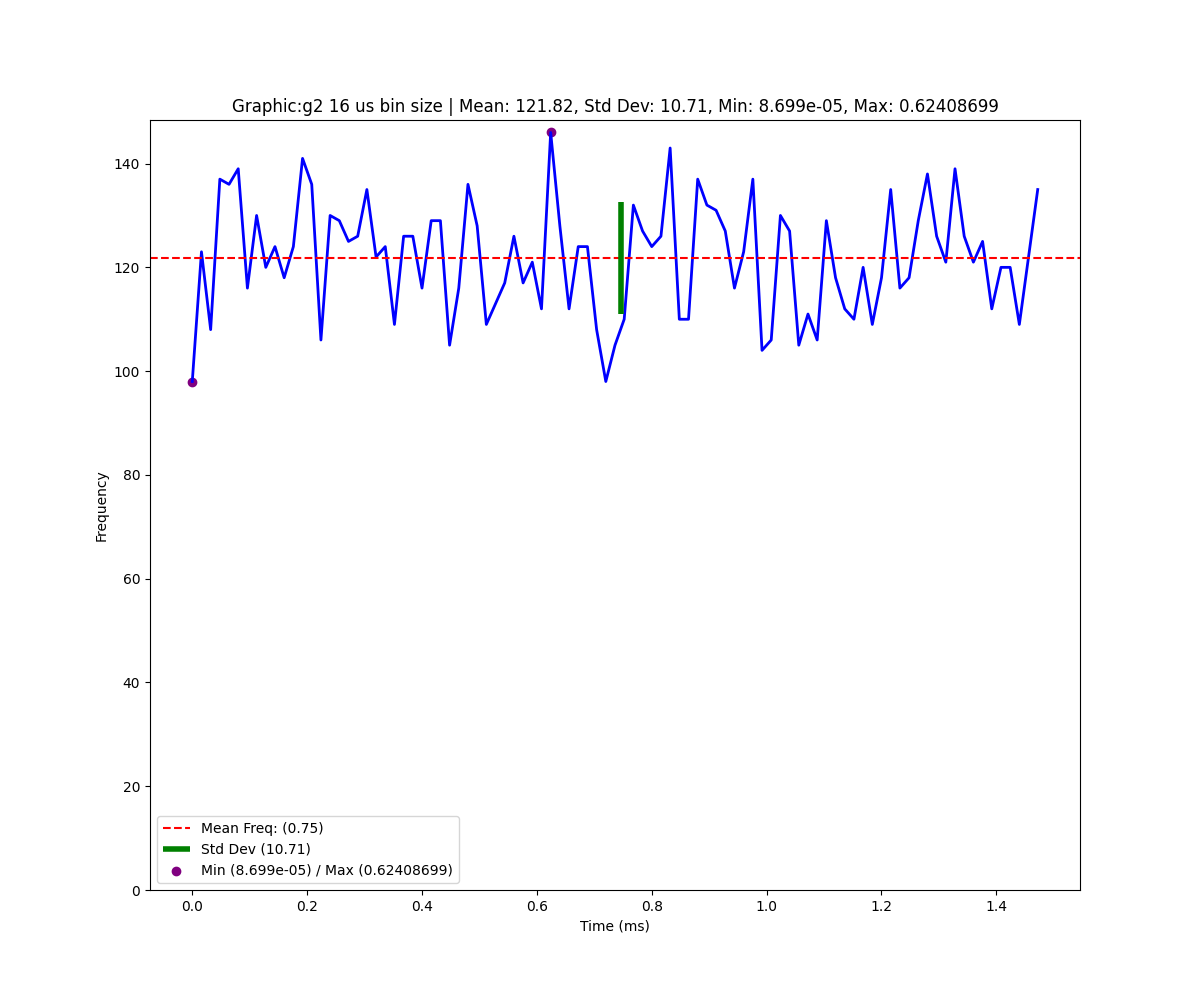 Graphic:g2 16 us bin size | Mean: 121.82, Std Dev: 10.71, Min: 8.699e-05, Max: 0.62408699
140
120
100
80
60
40
20
0
Frequency
Mean Freq: (0.75)
Std Dev (10.71)
Min (8.699e-05) / Max (0.62408699)
0.0 0.2 0.4 0.6 0.8 1.0 1.2 1.4
Time (ms)